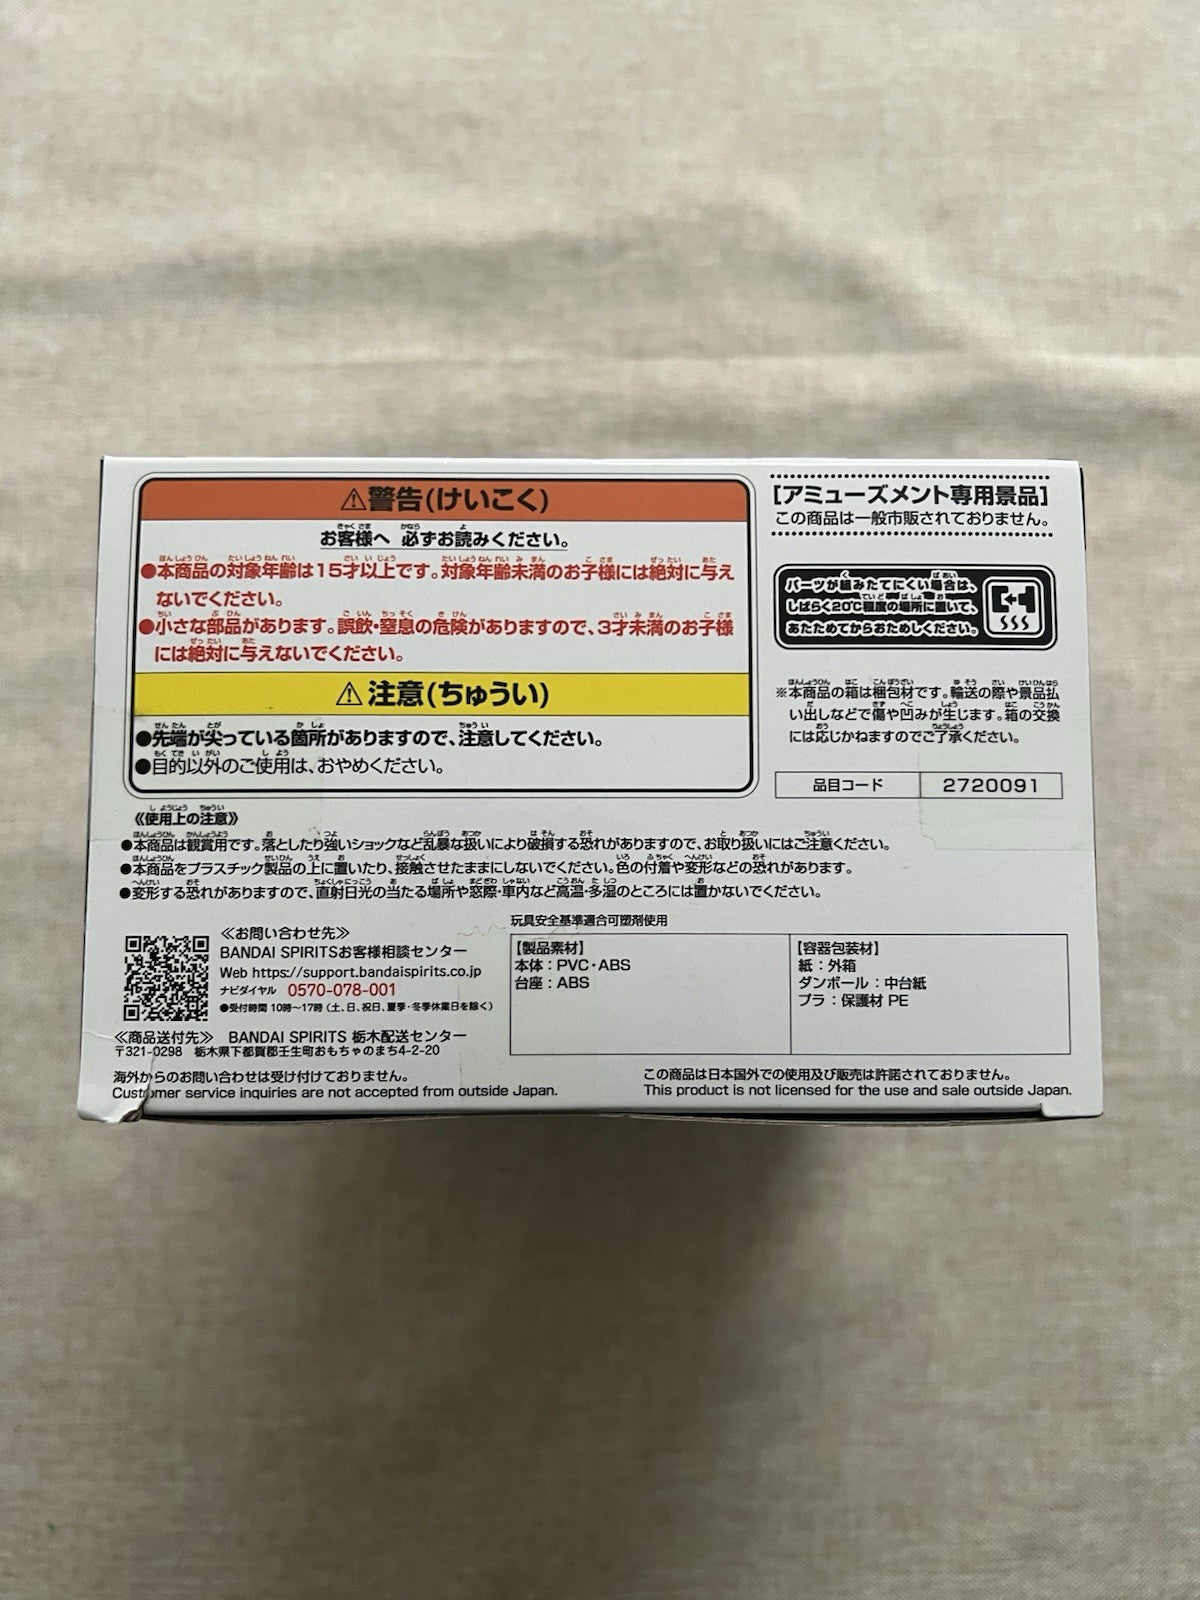 ⚠警告(けいこく)
お客様へ 必ずお読みください。
●本商品の対象年齢は15才以上です。対象年齢未満のお子様には絶対に与え
ないでください。
●小さな部品があります。誤飲・窒息の危険がありますので、3才未満のお子様
には絶対に与えないでください。
⚠注意(ちゅうい)
●先端が尖っている箇所がありますので、注意してください。
●目的以外のご使用は、おやめください。
[アミューズメント専用景品]
この商品は一般市販されておりません。
パーツが組みたてにくい場合は、
しばらく20℃程度の場所に置いて、
あたためてからおためしください。
※本商品の箱は梱包材です。輸送の際や景品払
い出しなどで傷や凹みが生じます。箱の交換
には応じかねますのでご了承ください。
品目コード 2720091
《使用上の注意》
●本商品は観賞用です。落としたり強いショックなど乱暴な扱いにより破損する恐れがありますので、お取り扱いにはご注意ください。
●本商品をプラスチック製品の上に置いたり、接触させたままにしないでください。色の付着や変形などの恐れがあります。
●変形する恐れがありますので、直射日光の当たる場所や窓際・車内など高温・多湿のところには置かないでください。
≪お問い合わせ先≫
BANDAI SPIRITSお客様相談センター
Web https://support.bandaispirits.co.jp
ナビダイヤル 0570-078-001
●受付時間 10時〜17時(土、日、祝日、夏季・冬季休業日を除く)
≪商品送付先≫ BANDAI SPIRITS 栃木配送センター
〒321-0298 栃木県下都賀郡壬生町おもちゃのまち4-2-20
玩具安全基準適合可塑剤使用
【製品素材】
本体：PVC・ABS
台座：ABS
【容器包装材】
紙：外箱
ダンボール：中台紙
プラ：保護材 PE
海外からのお問い合わせは受け付けておりません。
Customer service inquiries are not accepted from outside Japan.
この商品は日本国外での使用及び販売は許諾されておりません。
This product is not licensed for the use and sale outside Japan.